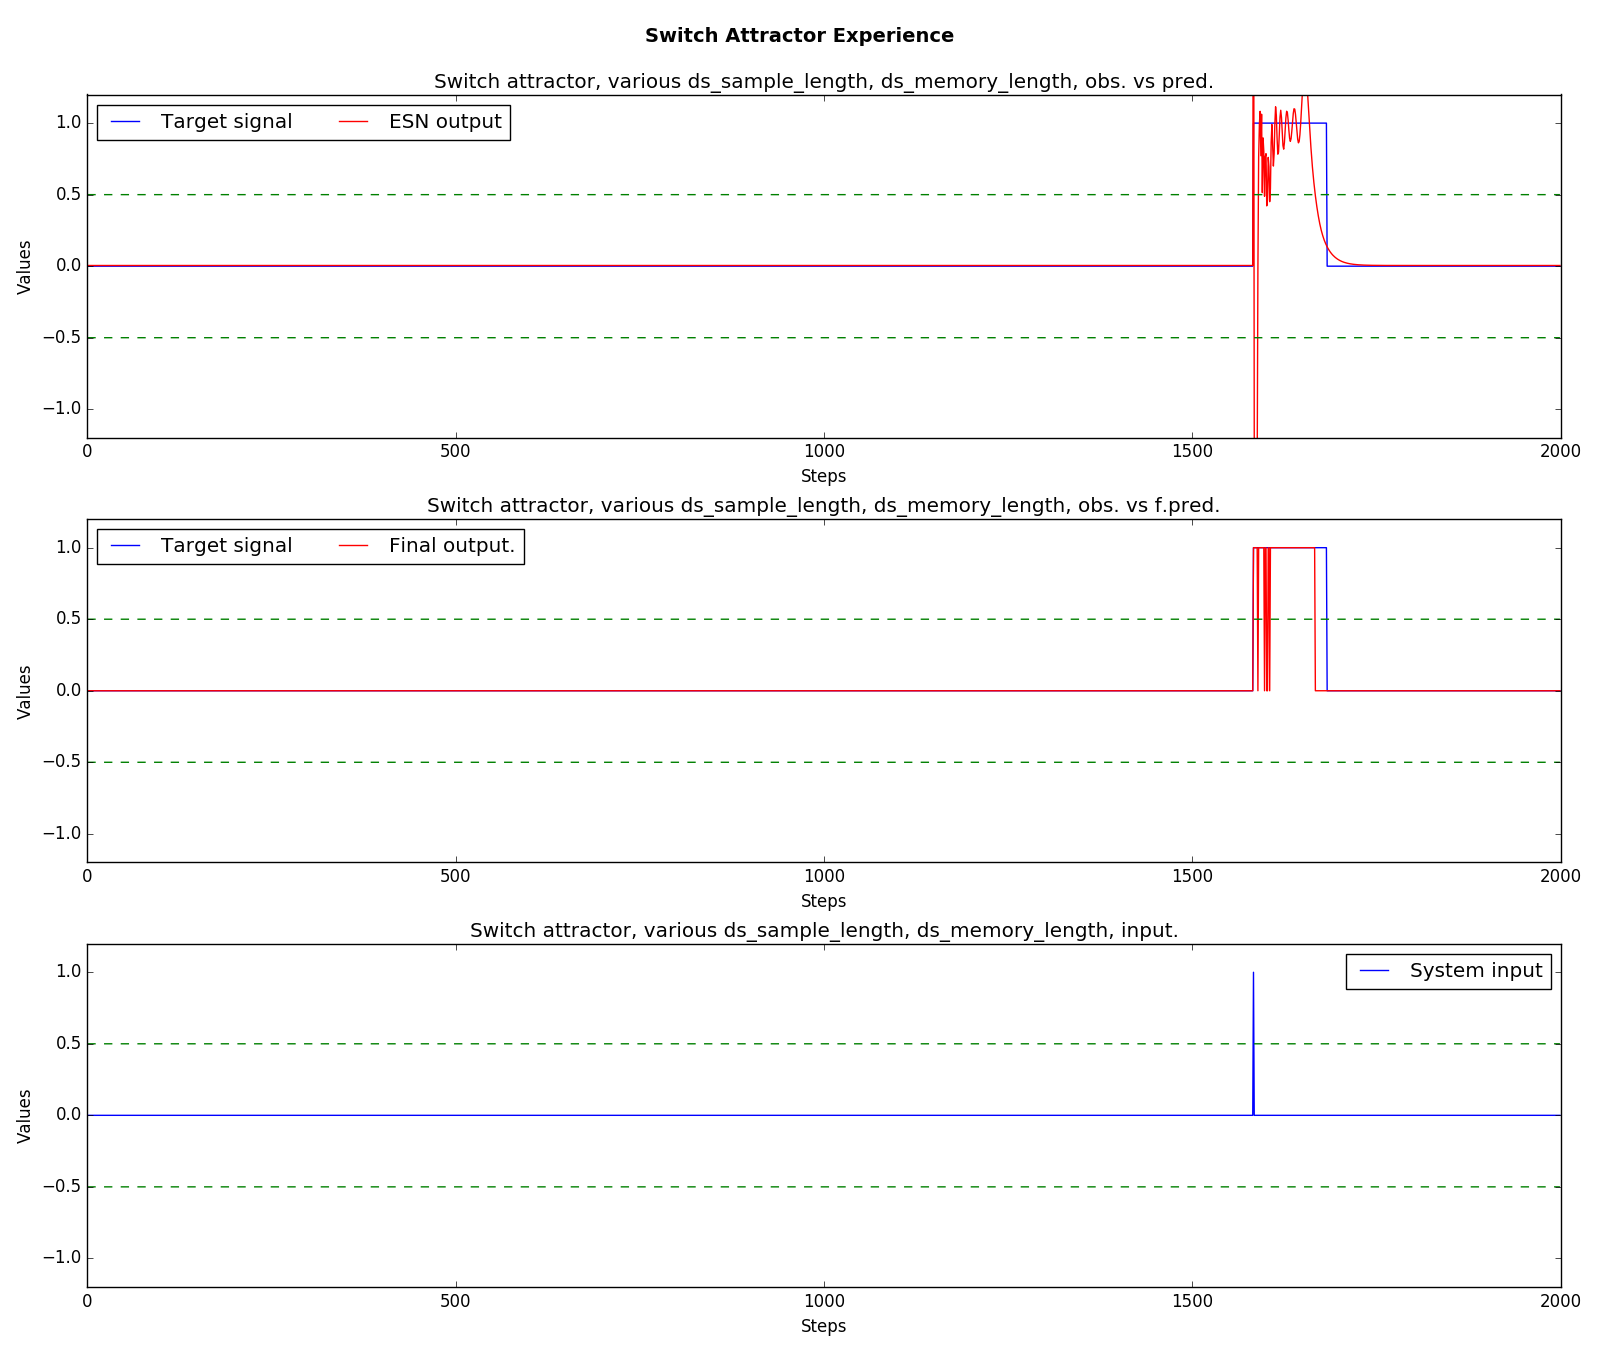 Switch Attractor Experience
Switch attractor, various ds_sample_length, ds_memory_length, obs. vs pred.
Target signal ESN output
1.0
0.5
0.0
−0.5
−1.0
Values
0 500 1000 1500 2000
Steps
Switch attractor, various ds_sample_length, ds_memory_length, obs. vs f.pred.
Target signal Final output.
1.0
0.5
0.0
−0.5
−1.0
Values
0 500 1000 1500 2000
Steps
Switch attractor, various ds_sample_length, ds_memory_length, input.
System input
1.0
0.5
0.0
−0.5
−1.0
Values
0 500 1000 1500 2000
Steps